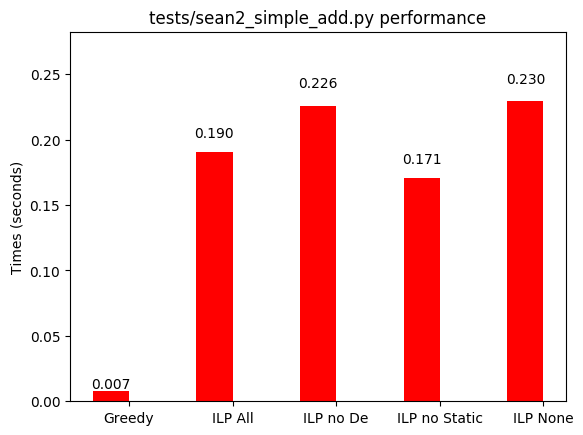 tests/sean2_simple_add.py performance
Times (seconds)
0.25
0.20
0.15
0.10
0.05
0.00
0.007
0.190
0.226
0.171
0.230
Greedy
ILP All
ILP no De
ILP no Static
ILP None